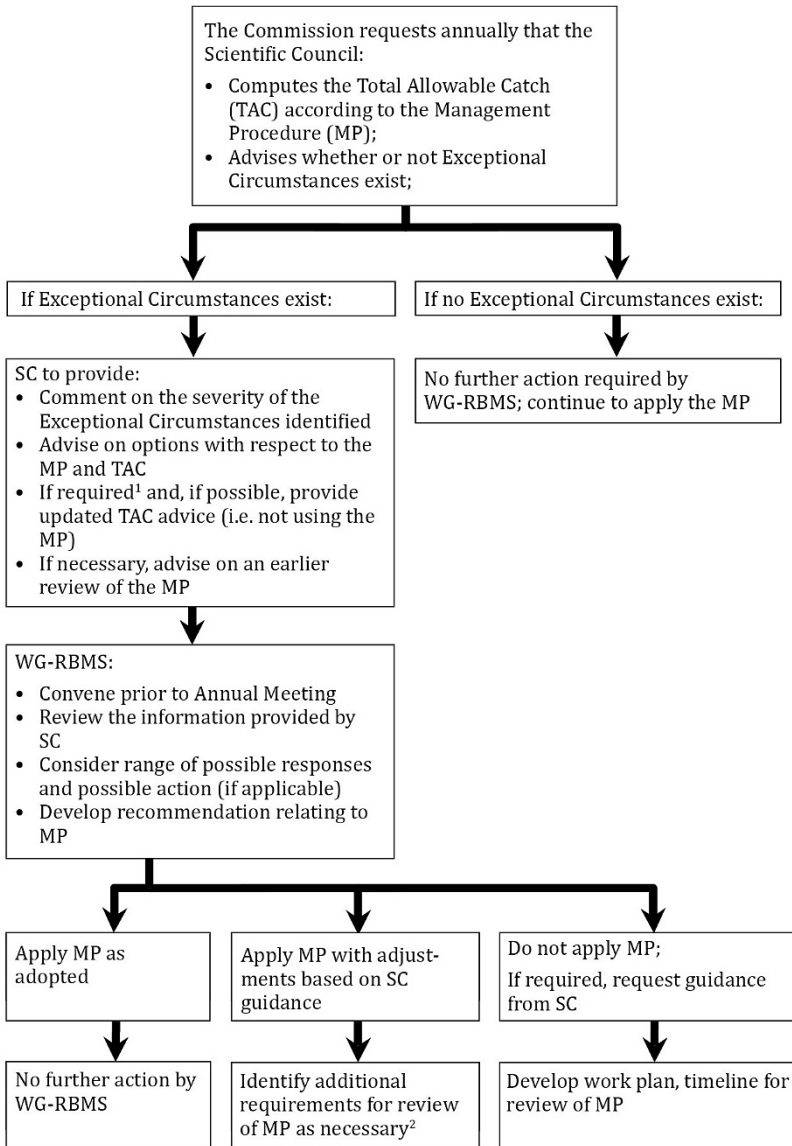 The Commission requests annually that the
Scientific Council:
• Computes the Total Allowable Catch
(TAC) according to the Management
Procedure (MP);
• Advises whether or not Exceptional
Circumstances exist;
If Exceptional Circumstances exist:
If no Exceptional Circumstances exist:
SC to provide:
• Comment on the severity of the
Exceptional Circumstances identified
• Advise on options with respect to the
MP and TAC
• If required¹ and, if possible, provide
updated TAC advice (i.e. not using the
MP)
• If necessary, advise on an earlier
review of the MP
No further action required by
WG-RBMS; continue to apply the MP
WG-RBMS:
• Convene prior to Annual Meeting
• Review the information provided by
SC
• Consider range of possible responses
and possible action (if applicable)
• Develop recommendation relating to
MP
Apply MP as
adopted
Apply MP with adjust-
ments based on SC
guidance
Do not apply MP;
If required, request guidance
from SC
No further action by
WG-RBMS
Identify additional
requirements for review
of MP as necessary²
Develop work plan, timeline for
review of MP